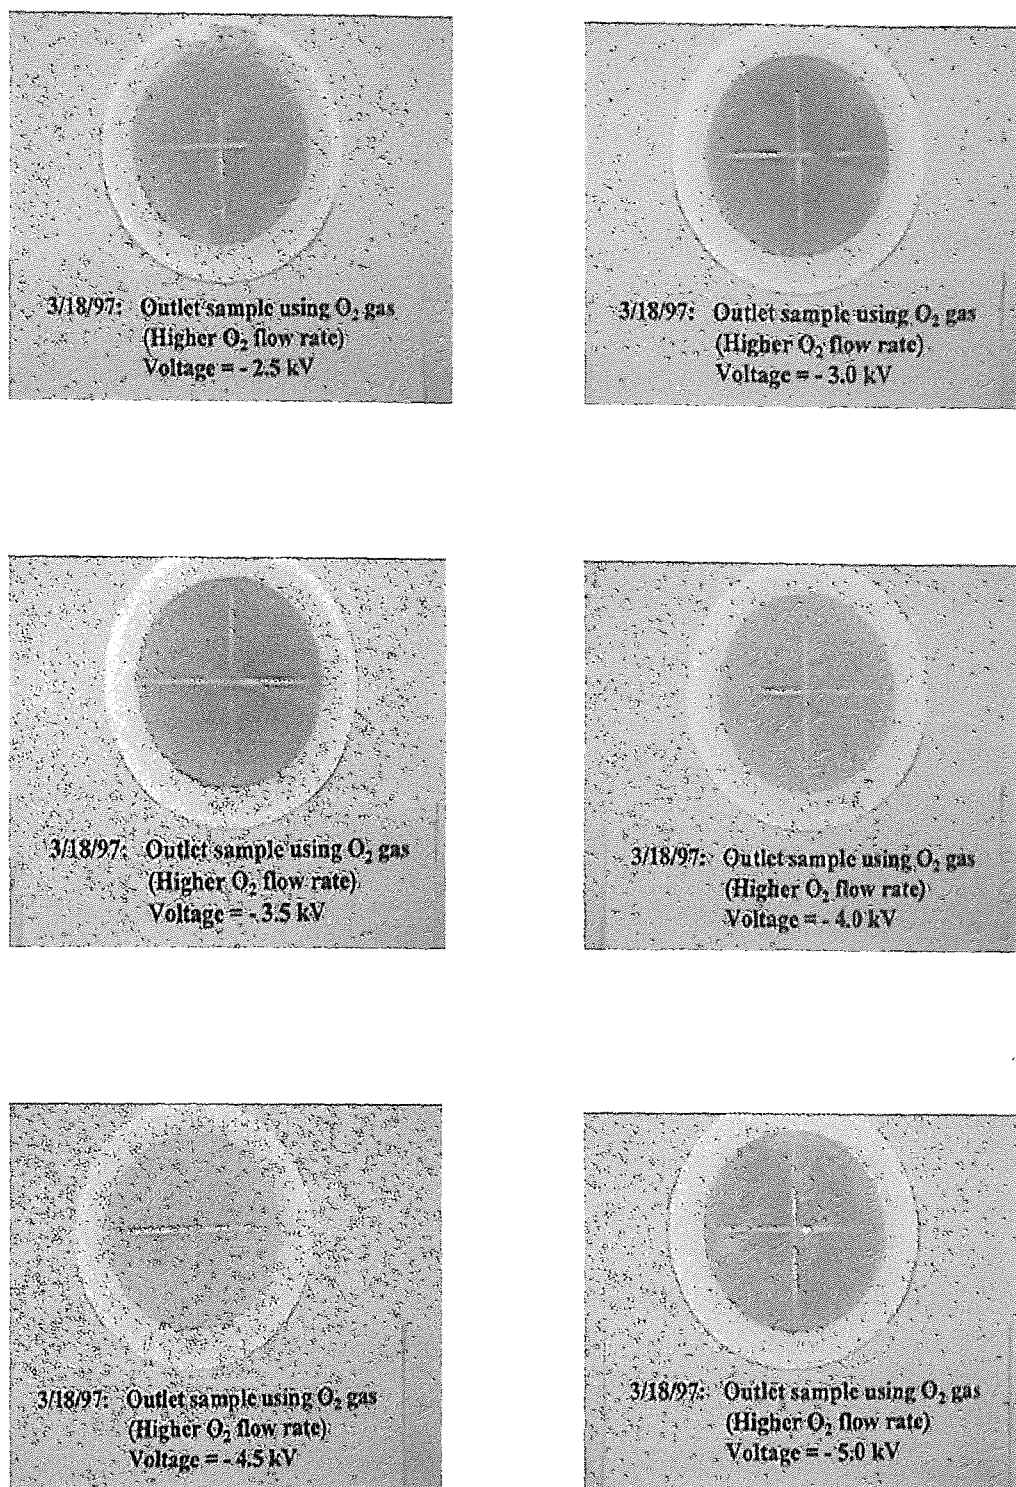 3/18/97: Outlet sample using O₂ gas
(Higher O₂ flow rate)
Voltage = - 2.5 kV
3/18/97: Outlet sample using O₂ gas
(Higher O₂ flow rate)
Voltage = - 3.0 kV
3/18/97: Outlet sample using O₂ gas
(Higher O₂ flow rate)
Voltage = - 3.5 kV
3/18/97: Outlet sample using O₂ gas
(Higher O₂ flow rate)
Voltage = - 4.0 kV
3/18/97: Outlet sample using O₂ gas
(Higher O₂ flow rate)
Voltage = - 4.5 kV
3/18/97: Outlet sample using O₂ gas
(Higher O₂ flow rate)
Voltage = - 5.0 kV